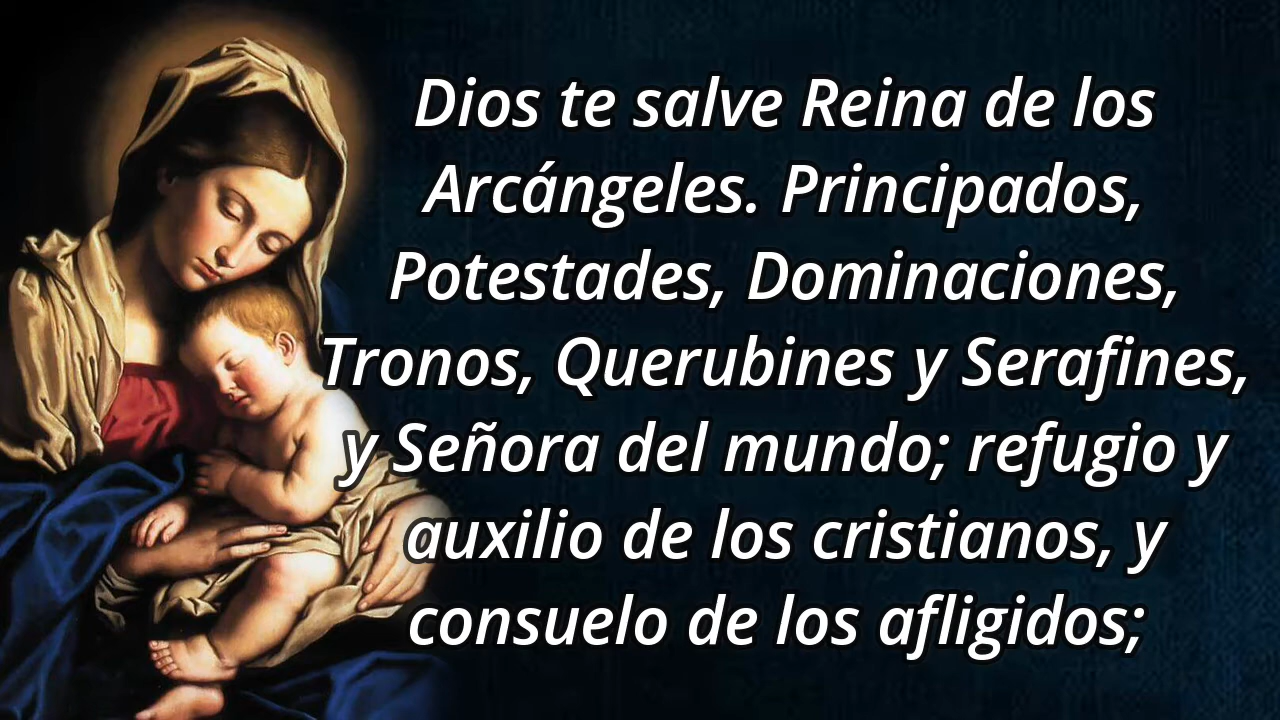 Dios te salve Reina de los
Arcángeles. Principados,
Potestades, Dominaciones,
Tronos, Querubines y Serafines,
y Señora del mundo; refugio y
auxilio de los cristianos, y
consuelo de los afligidos;